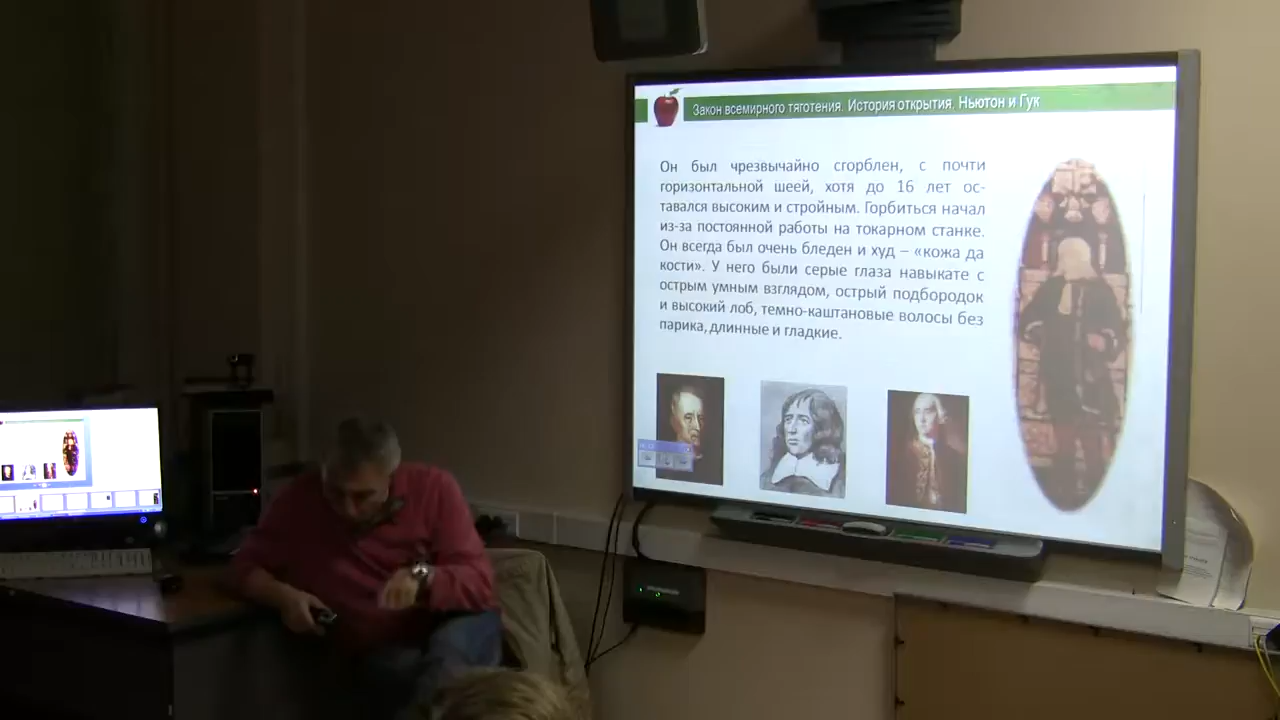 Закон всемирного тяготения. История открытия. Ньютон и Гук
Он был чрезвычайно сгорблен, с почти
горизонтальной шеей, хотя до 16 лет ос-
тавался высоким и стройным. Горбиться начал
из-за постоянной работы на токарном станке.
Он всегда был очень бледен и худ – «кожа да
кости». У него были серые глаза навыкате с
острым умным взглядом, острый подбородок
и высокий лоб, темно-каштановые волосы без
парика, длинные и гладкие.